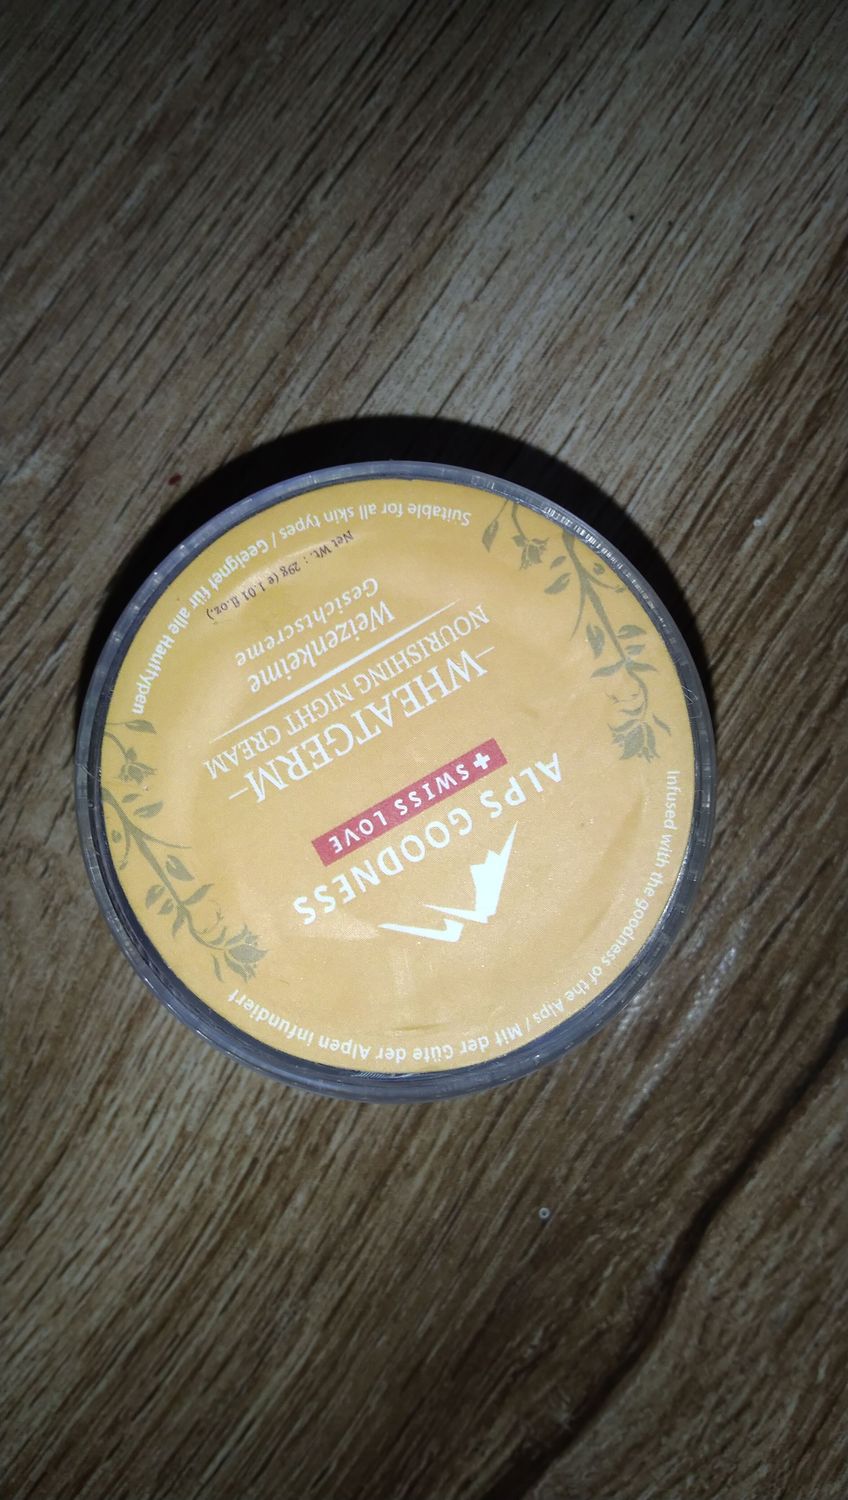 Infused with the goodness of the Alps / Mit der Güte der Alpen infundiert
ALPS GOODNESS
+SWISS LOVE
–WHEATGERM–
NOURISHING NIGHT CREAM
Weizenkeime
Gesichtscreme
Net Wt. : 29g (e 1.01 fl.oz.)
Suitable for all skin types / Geeignet für alle Hauttypen